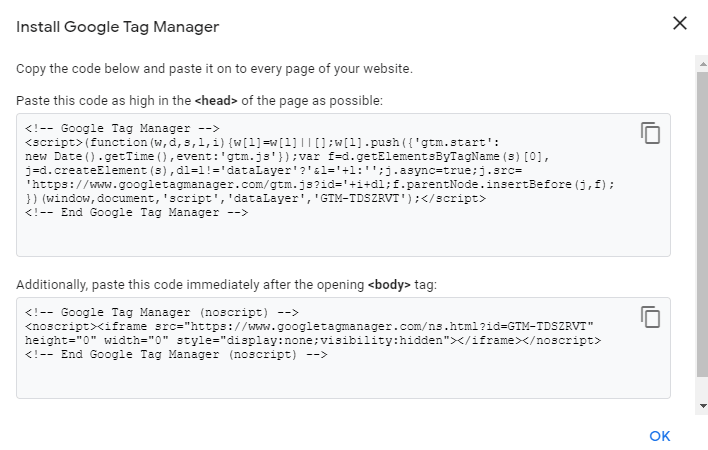 Install Google Tag Manager
Copy the code below and paste it on to every page of your website.
Paste this code as high in the <head> of the page as possible:
<!-- Google Tag Manager -->
<script>(function(w,d,s,l,i){w[l]=w[l]||[];w[l].push({'gtm.start':
new Date().getTime(),event:'gtm.js'});var f=d.getElementsByTagName(s)[0],
j=d.createElement(s),dl=l!='dataLayer'?'&l='+l:'';j.async=true;j.src=
'https://www.googletagmanager.com/gtm.js?id='+i+dl;f.parentNode.insertBefore(j,f);
})(window,document,'script','dataLayer','GTM-TDSZRVT');</script>
<!-- End Google Tag Manager -->
Additionally, paste this code immediately after the opening <body> tag:
<!-- Google Tag Manager (noscript) -->
<noscript><iframe src="https://www.googletagmanager.com/ns.html?id=GTM-TDSZRVT"
height="0" width="0" style="display:none;visibility:hidden"></iframe></noscript>
<!-- End Google Tag Manager (noscript) -->
OK